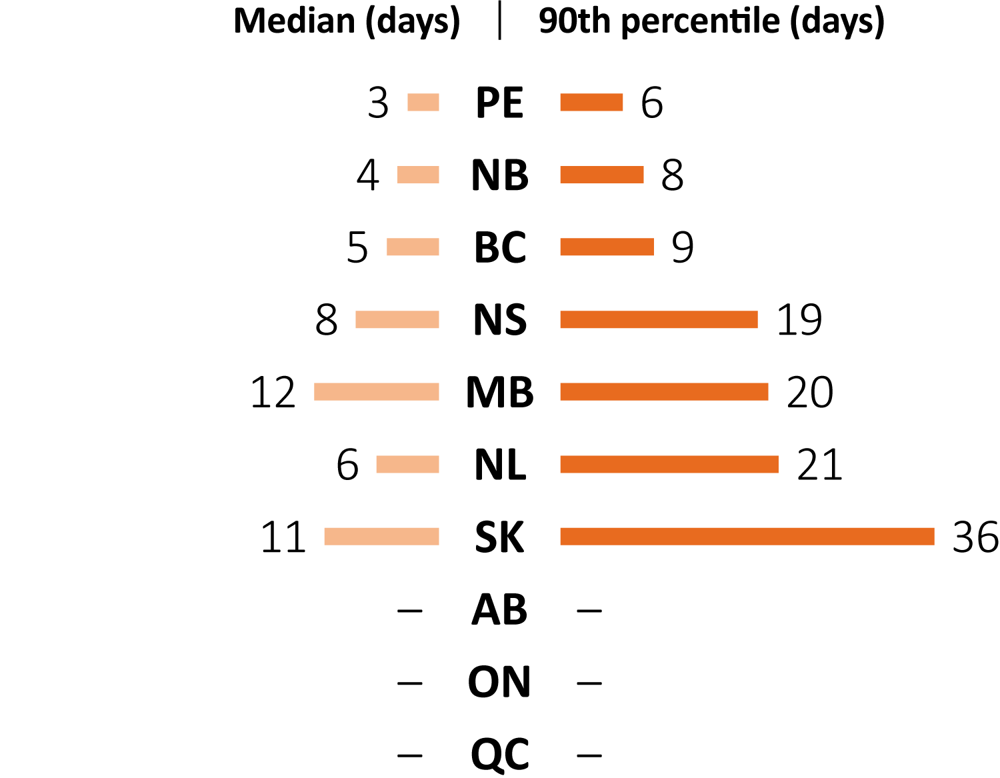 Median (days) | 90th percentile (days)
3 PE 6
4 NB 8
5 BC 9
8 NS 19
12 MB 20
6 NL 21
11 SK 36
– AB –
– ON –
– QC –